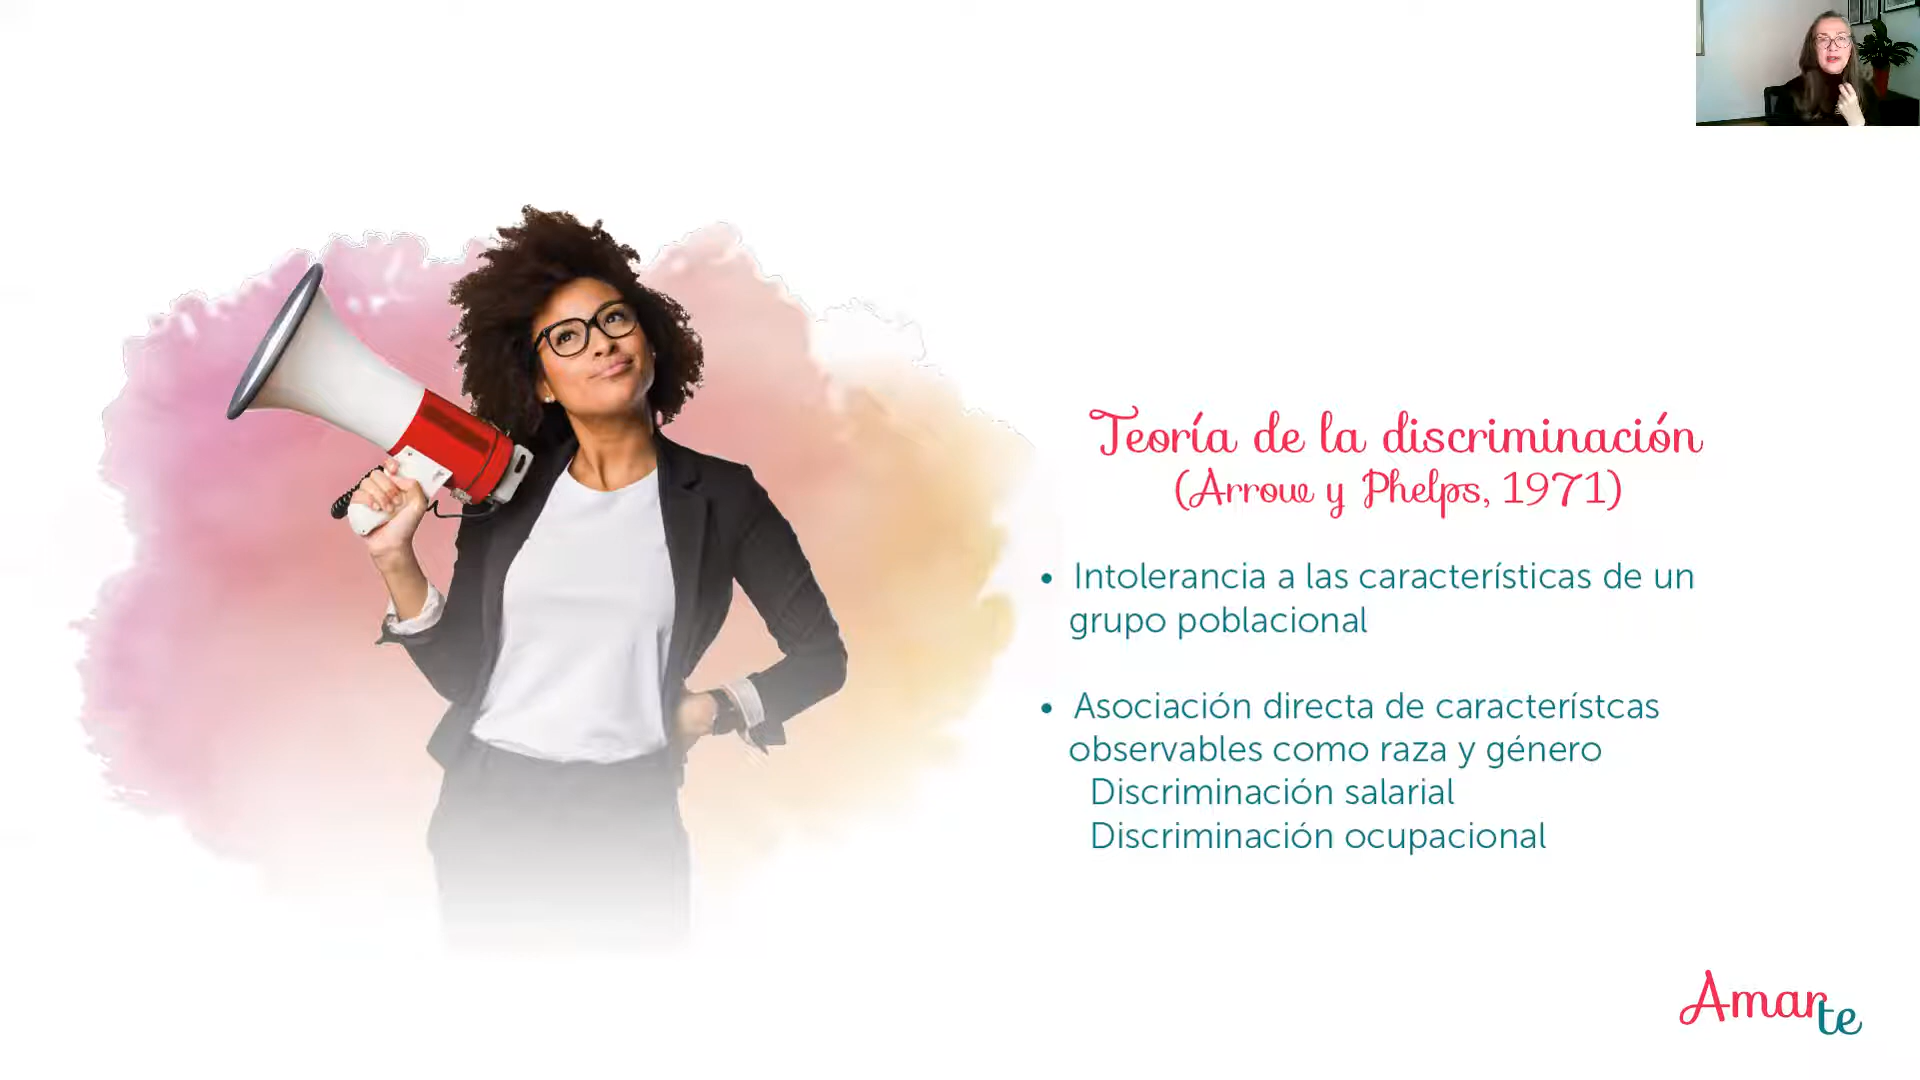 Teoría de la discriminación
(Arrow y Phelps, 1971)
• Intolerancia a las características de un
grupo poblacional
• Asociación directa de característcas
observables como raza y género
Discriminación salarial
Discriminación ocupacional
Amarte